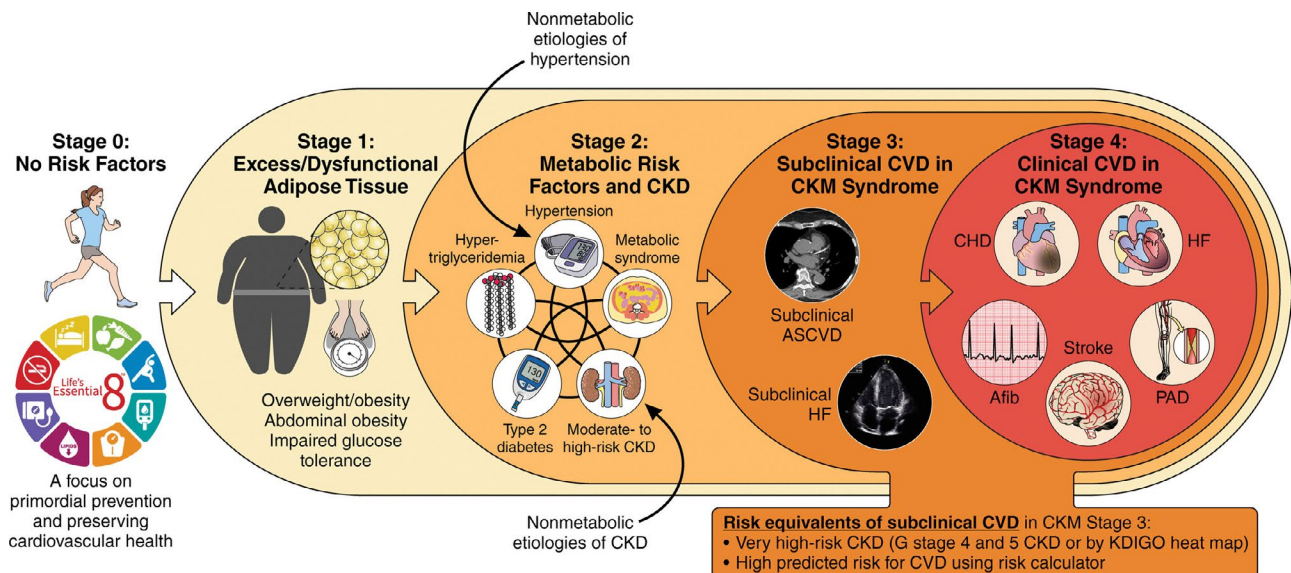 Nonmetabolic
etiologies of
hypertension
Stage 0:
No Risk Factors
Life's
Essential
8™
LIPIDS
A focus on
primordial prevention
and preserving
cardiovascular health
Stage 1:
Excess/Dysfunctional
Adipose Tissue
Overweight/obesity
Abdominal obesity
Impaired glucose
tolerance
Stage 2:
Metabolic Risk
Factors and CKD
Hypertension
Hyper-
triglyceridemia
Metabolic
syndrome
130
Type 2
diabetes
Moderate- to
high-risk CKD
Nonmetabolic
etiologies of CKD
Stage 3:
Subclinical CVD in
CKM Syndrome
Subclinical
ASCVD
Subclinical
HF
Stage 4:
Clinical CVD in
CKM Syndrome
CHD
HF
Afib
Stroke
PAD
Risk equivalents of subclinical CVD in CKM Stage 3:
• Very high-risk CKD (G stage 4 and 5 CKD or by KDIGO heat map)
• High predicted risk for CVD using risk calculator